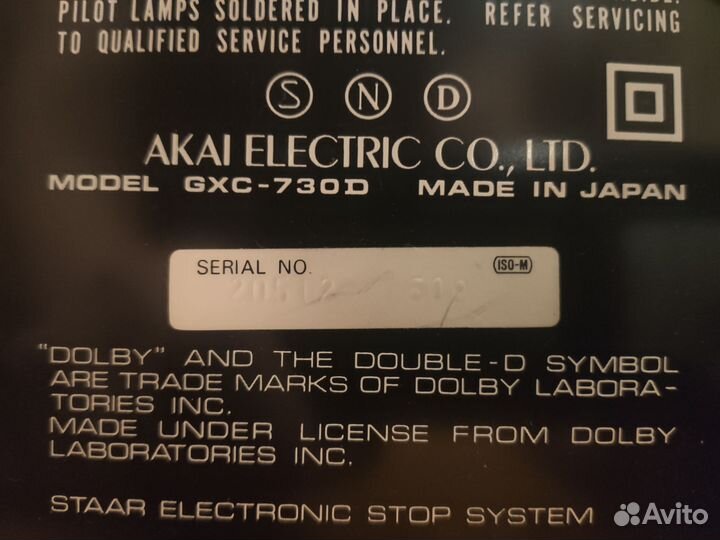 PILOT LAMPS SOLDERED IN PLACE. REFER SERVICING
TO QUALIFIED SERVICE PERSONNEL.
S N D
AKAI ELECTRIC CO., LTD.
MODEL GXC-730D MADE IN JAPAN
SERIAL NO. ISO-M
"DOLBY" AND THE DOUBLE-D SYMBOL
ARE TRADE MARKS OF DOLBY LABORA-
TORIES INC.
MADE UNDER LICENSE FROM DOLBY
LABORATORIES INC.
STAAR ELECTRONIC STOP SYSTEM
Avito